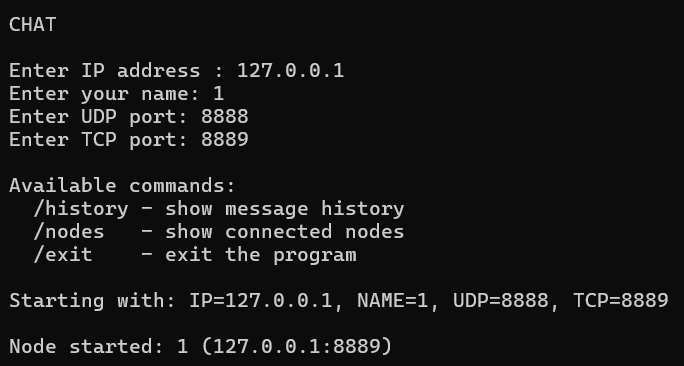 CHAT
Enter IP address : 127.0.0.1
Enter your name: 1
Enter UDP port: 8888
Enter TCP port: 8889
Available commands:
/history - show message history
/nodes - show connected nodes
/exit - exit the program
Starting with: IP=127.0.0.1, NAME=1, UDP=8888, TCP=8889
Node started: 1 (127.0.0.1:8889)